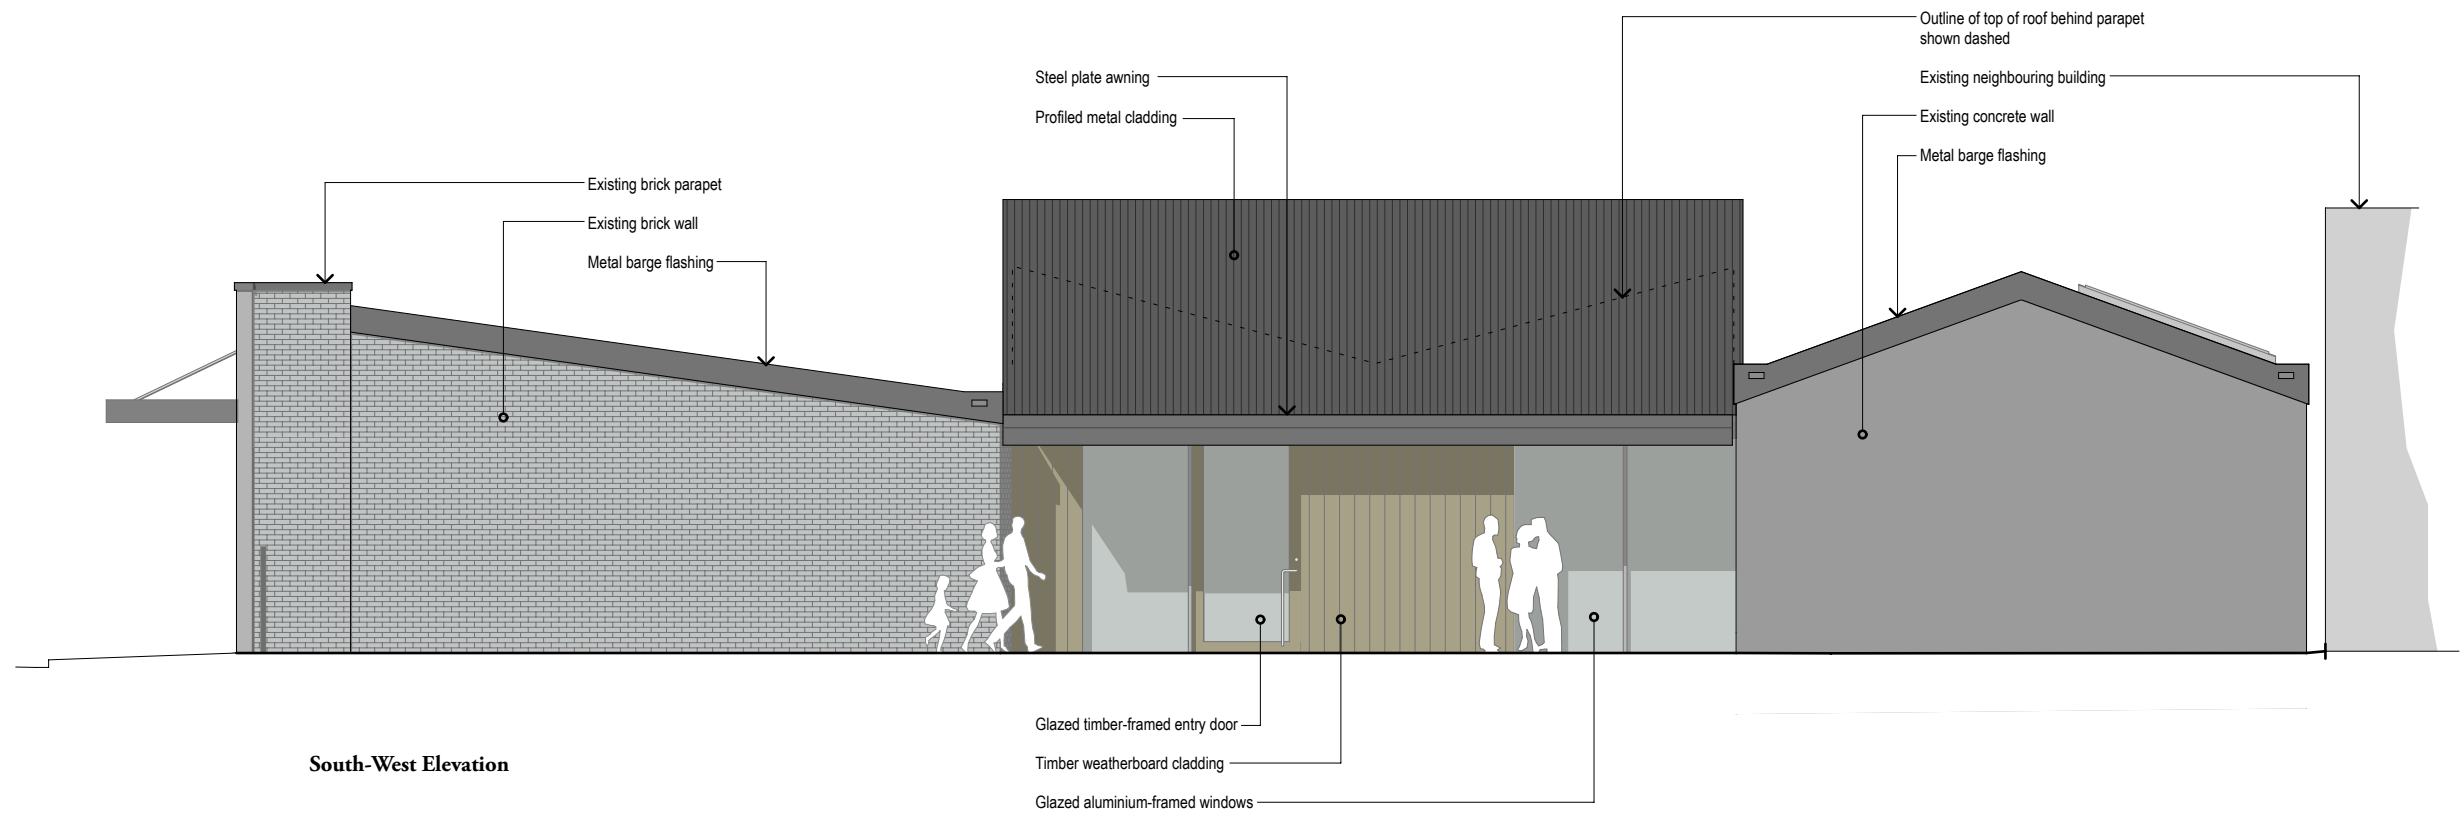 Outline of top of roof behind parapet
shown dashed
Steel plate awning
Existing neighbouring building
Profiled metal cladding
Existing concrete wall
Metal barge flashing
Existing brick parapet
Existing brick wall
Metal barge flashing
Glazed timber-framed entry door
South-West Elevation
Timber weatherboard cladding
Glazed aluminium-framed windows